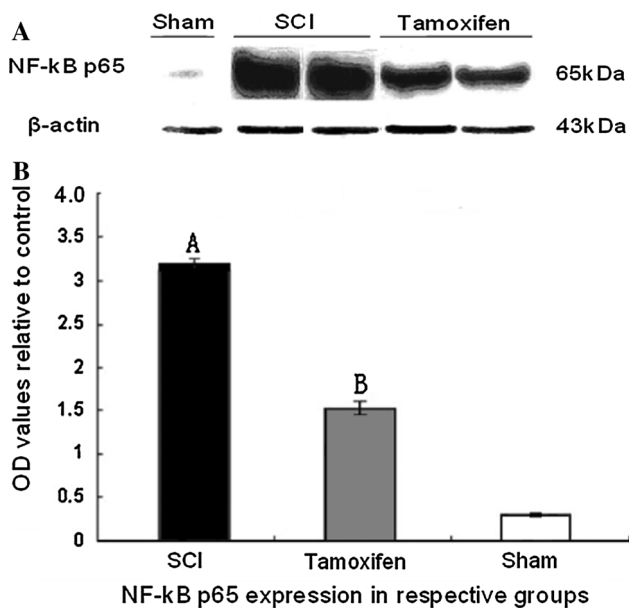 A
Sham SCI Tamoxifen
NF-kB p65 65kDa
β-actin 43kDa
B
OD values relative to control
4.0
3.5
3
2.5
2
1.5
1
0.5
0
A
B
SCI Tamoxifen Sham
NF-kB p65 expression in respective groups